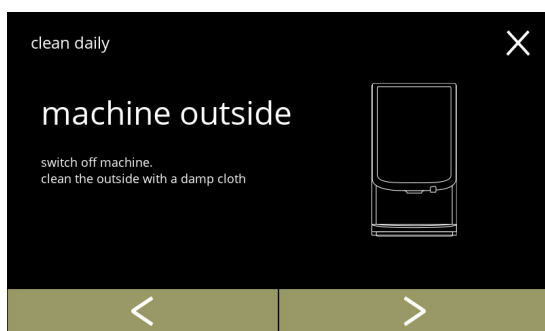 clean daily
machine outside
switch off machine.
clean the outside with a damp cloth